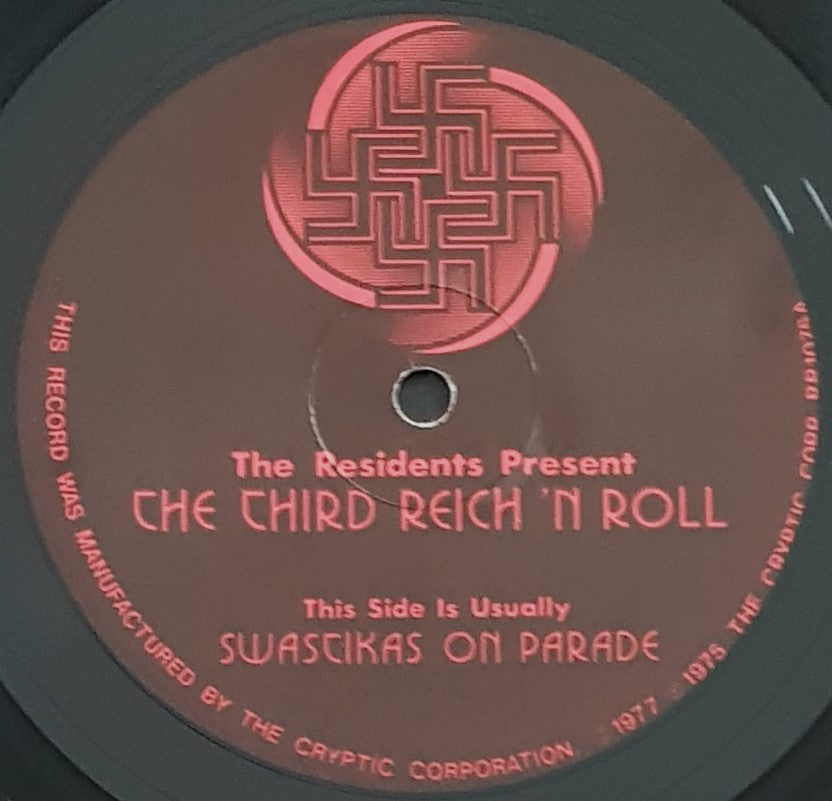 The Residents Present
THE THIRD REICH 'N ROLL
This Side Is Usually
SWASTIKAS ON PARADE
THIS RECORD WAS MANUFACTURED BY THE CRYPTIC CORPORATION 1977 1975 THE CRYPTIC CORP